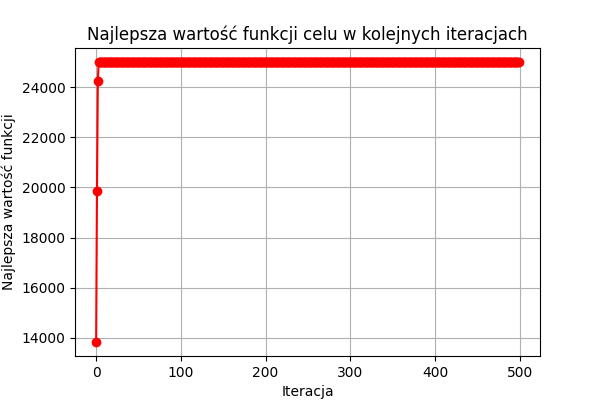 Najlepsza wartość funkcji celu w kolejnych iteracjach
Najlepsza wartość funkcji
24000
22000
20000
18000
16000
14000
0 100 200 300 400 500
Iteracja